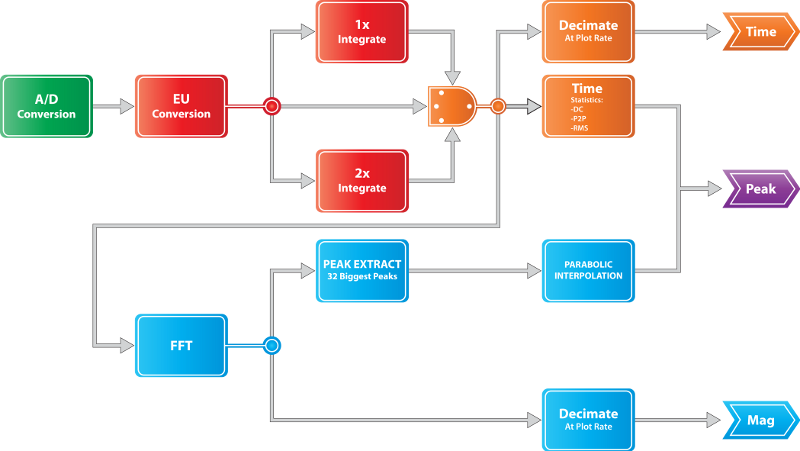 1x
Integrate
Decimate
At Plot Rate
Time
A/D
Conversion
EU
Conversion
Time
Statistics:
-DC
-P2P
-RMS
2x
Integrate
Peak
PEAK EXTRACT
32 Biggest Peaks
PARABOLIC
INTERPOLATION
FFT
Decimate
At Plot Rate
Mag